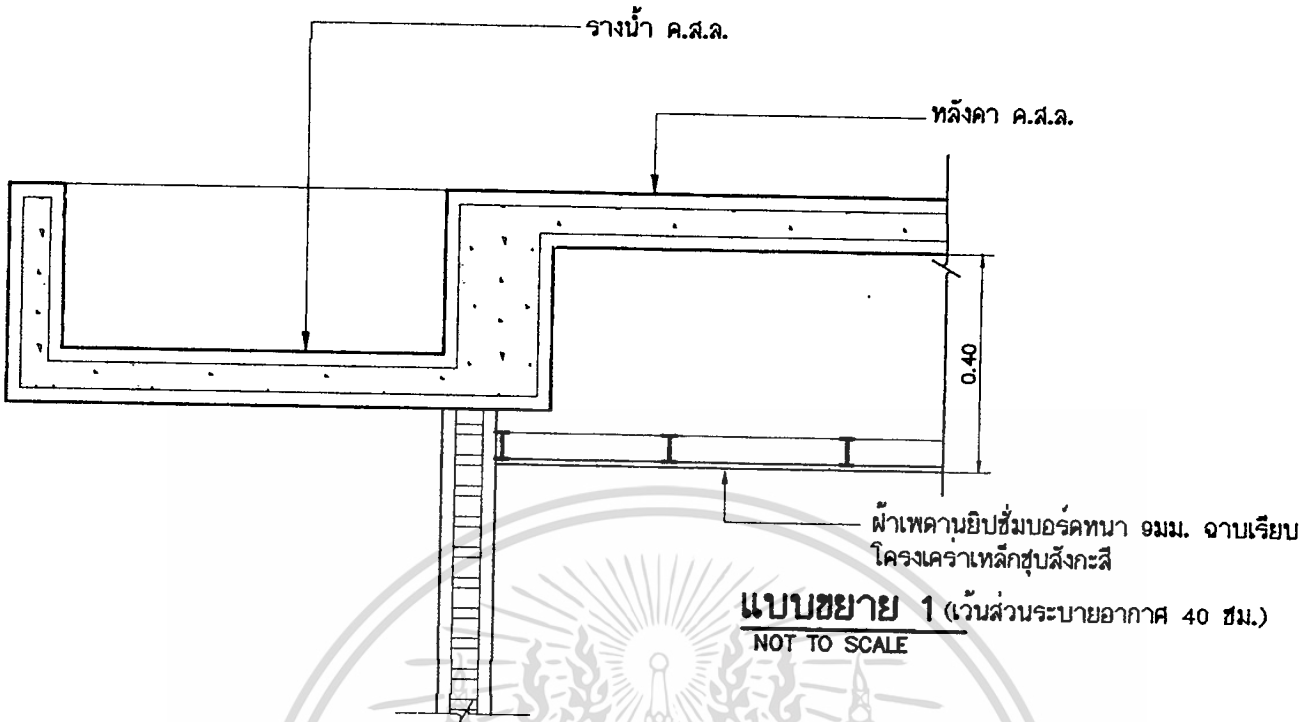 รางน้ำ ค.ส.ล.
หลังคา ค.ส.ล.
0.40
ฝ้าเพดานยิปซั่มบอร์ดหนา 9มม. ฉาบเรียบ
โครงเคร่าเหล็กชุบสังกะสี
แบบขยาย 1 (เว้นส่วนระบายอากาศ 40 ซม.)
NOT TO SCALE